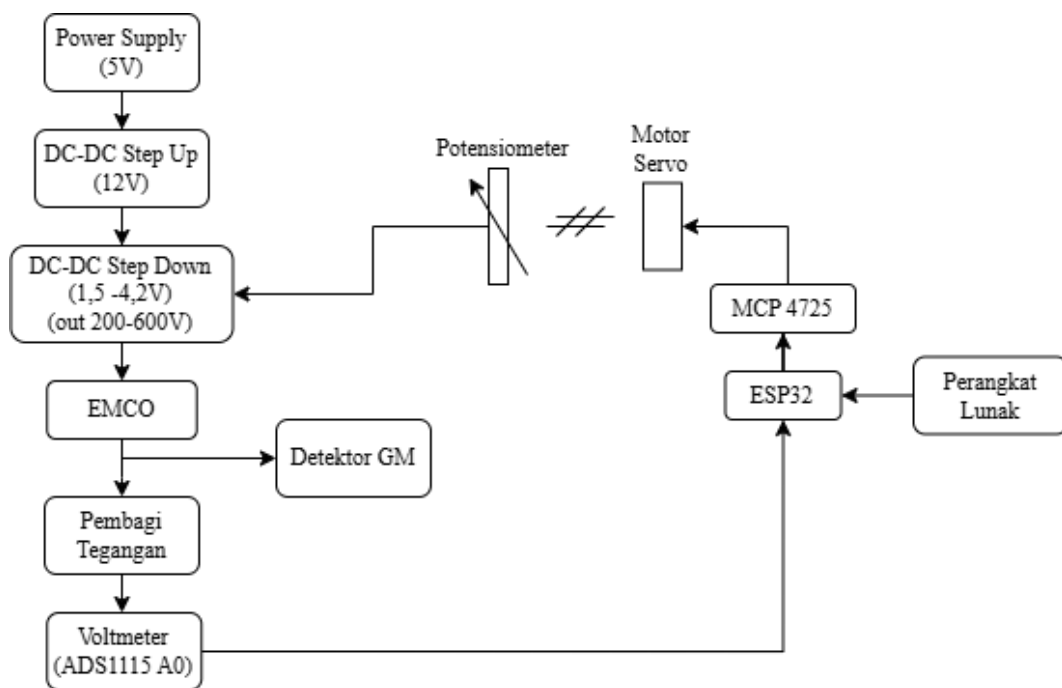 Power Supply
(5V)
DC-DC Step Up
(12V)
DC-DC Step Down
(1,5 -4,2V)
(out 200-600V)
EMCO
Detektor GM
Pembagi
Tegangan
Voltmeter
(ADS1115 A0)
Potensiometer
Motor
Servo
MCP 4725
ESP32
Perangkat
Lunak